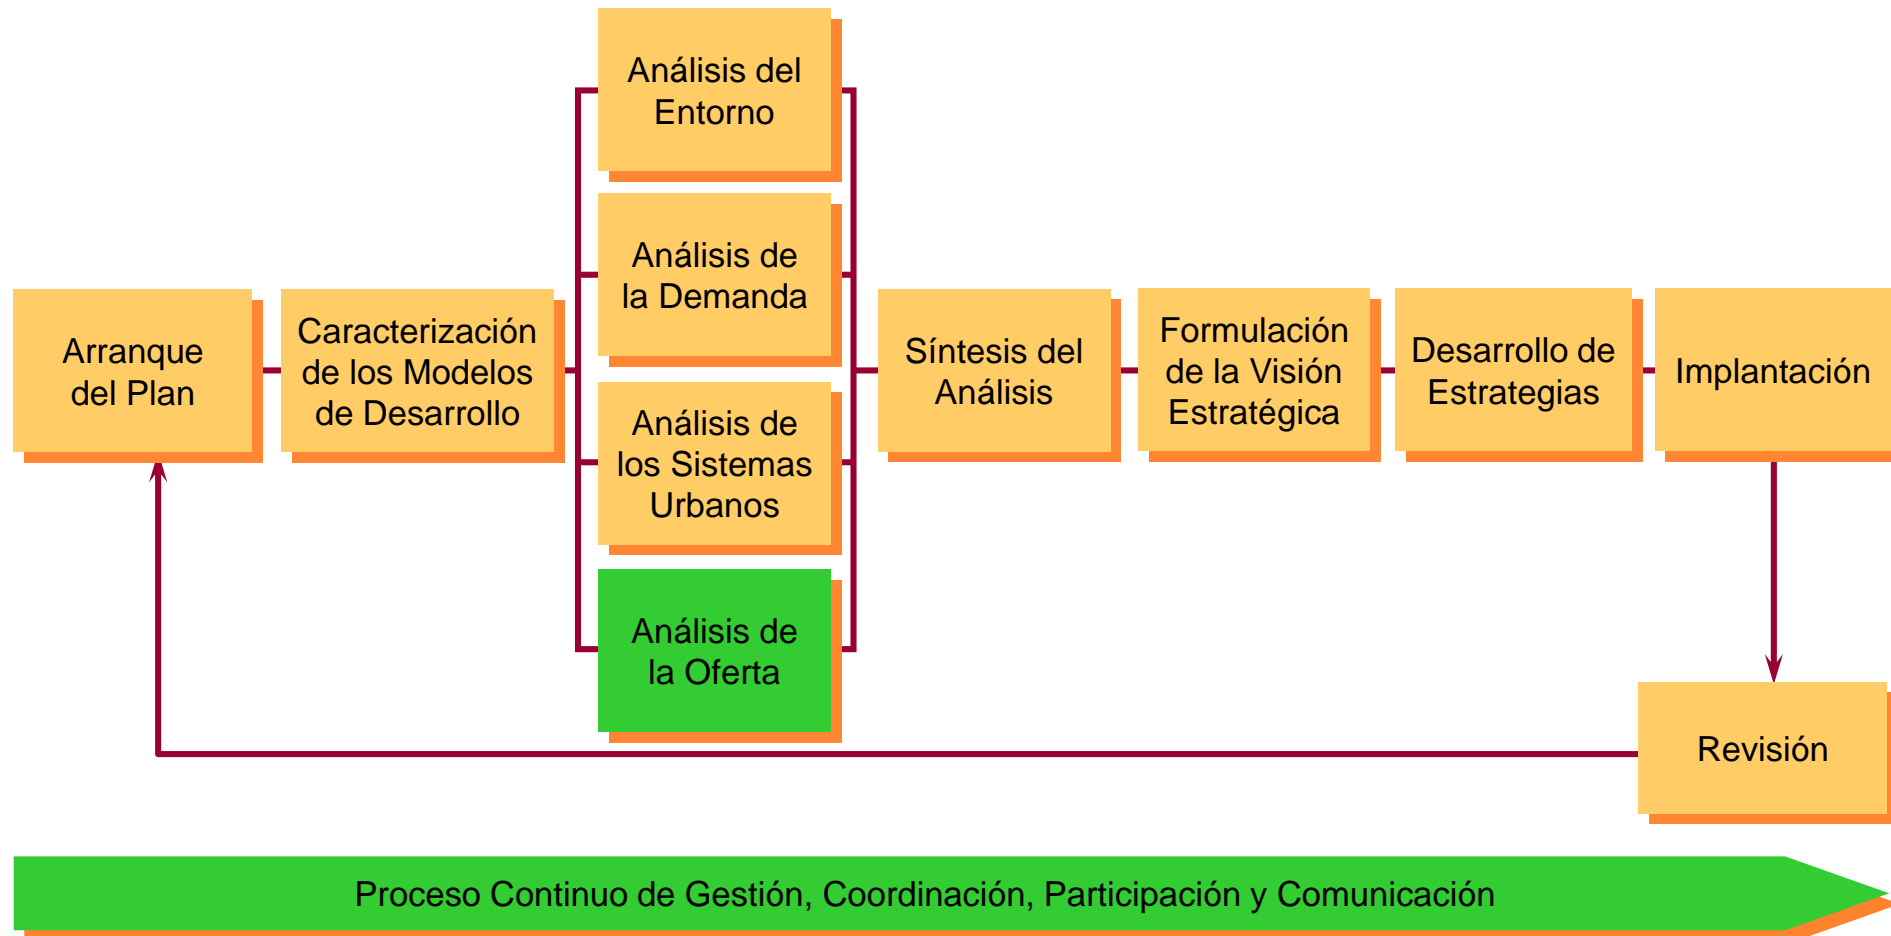 Arranque
del Plan
Caracterización
de los Modelos
de Desarrollo
Análisis del
Entorno
Análisis de
la Demanda
Análisis de
los Sistemas
Urbanos
Análisis de
la Oferta
Síntesis del
Análisis
Formulación
de la Visión
Estratégica
Desarrollo de
Estrategias
Implantación
Revisión
Proceso Continuo de Gestión, Coordinación, Participación y Comunicación